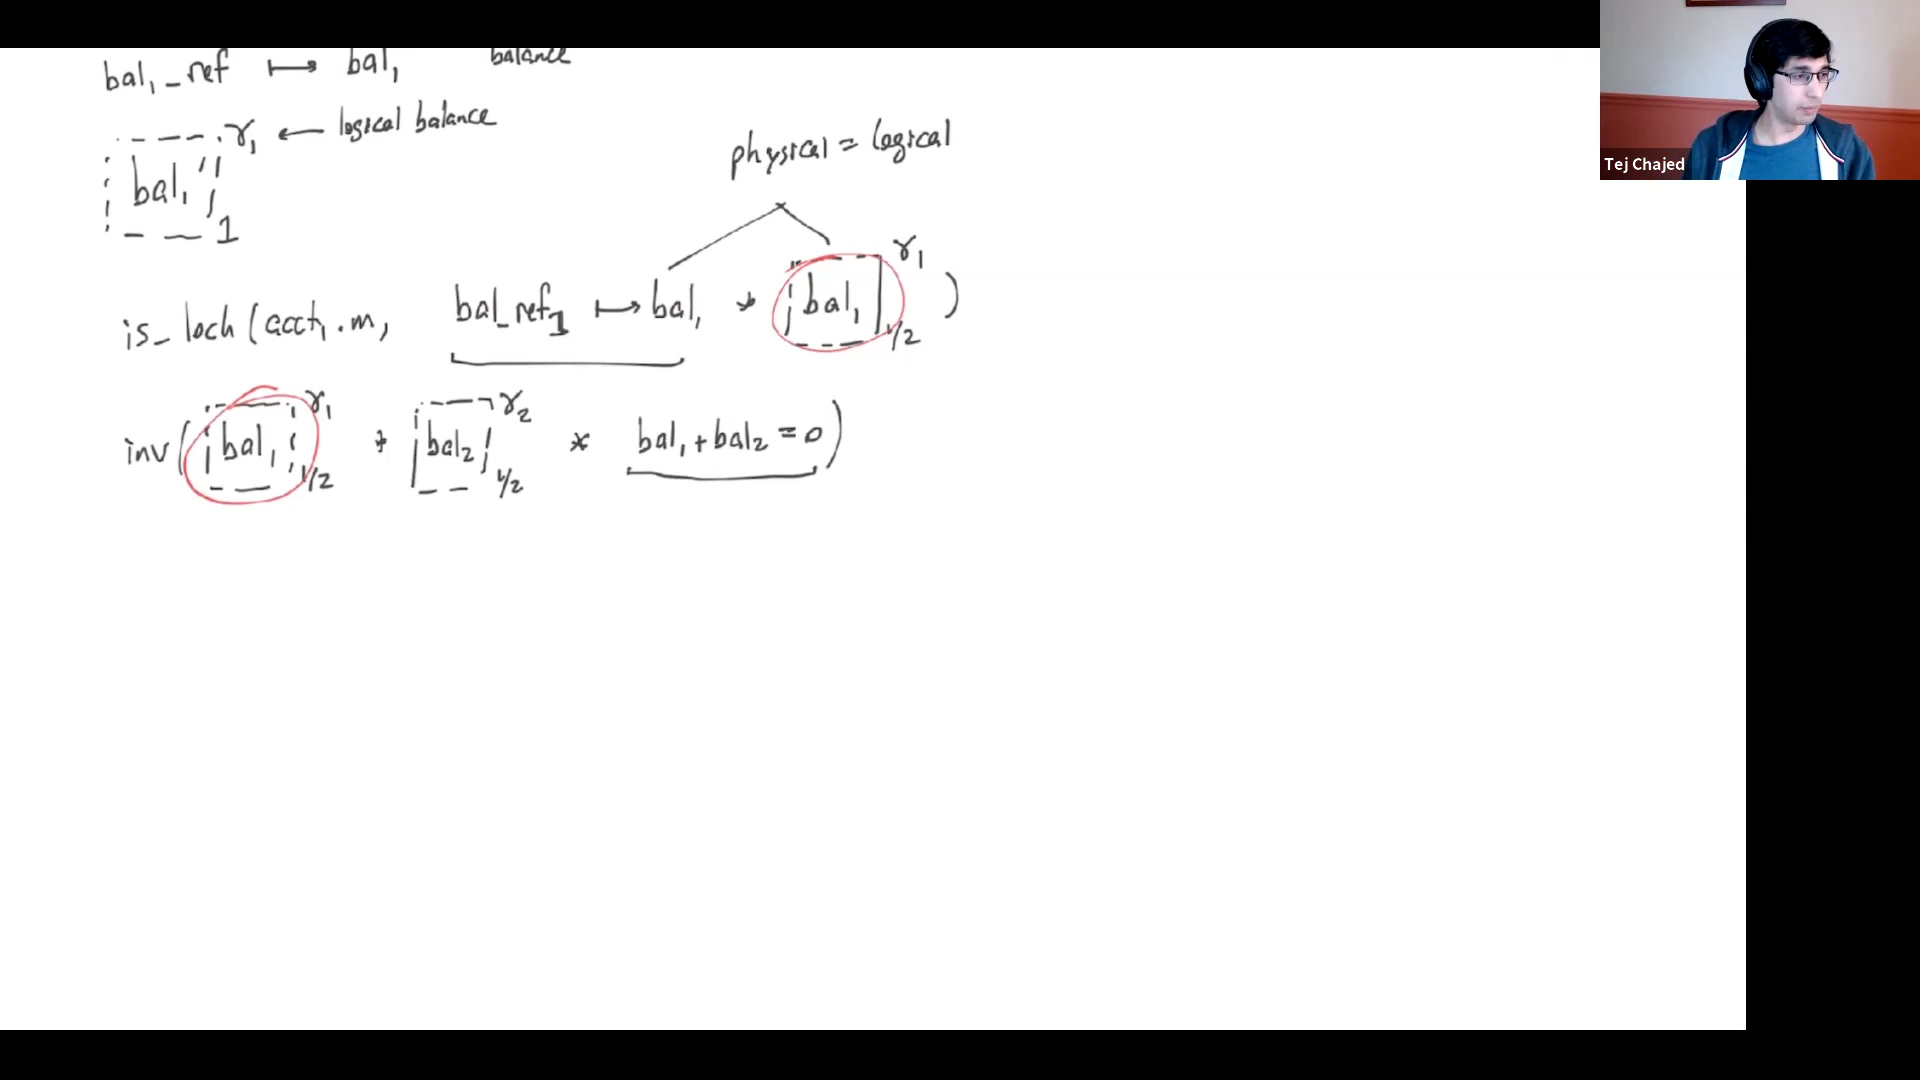 balance
bal₁_ref ↦ bal₁
γ₁ ← logical balance
bal₁
1
physical = logical
is_lock (acct₁.m, bal_ref₁ ↦ bal₁ * bal₁ γ₁ 1/2 )
inv( bal₁ γ₁ 1/2 * bal₂ γ₂ 1/2 * bal₁ + bal₂ = 0 )
Tej Chajed